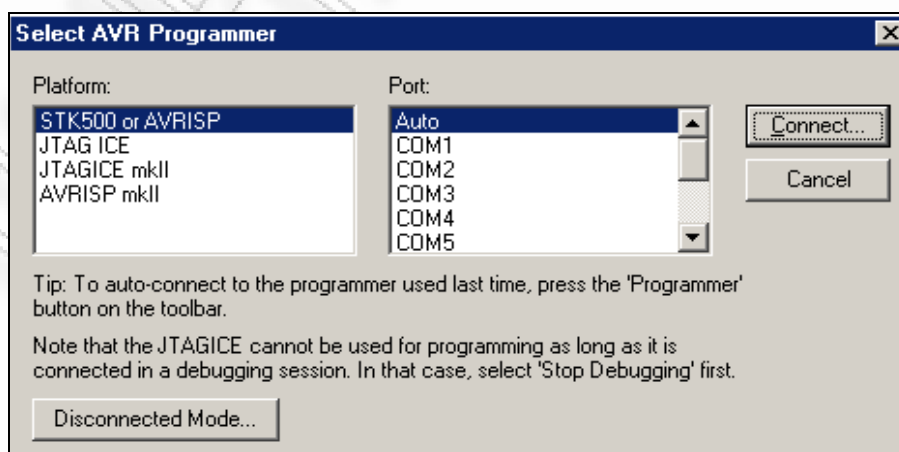 Select AVR Programmer
Platform:
STK500 or AVRISP
JTAG ICE
JTAGICE mkII
AVRISP mkII
Port:
Auto
COM1
COM2
COM3
COM4
COM5
Connect...
Cancel
Tip: To auto-connect to the programmer used last time, press the 'Programmer'
button on the toolbar.
Note that the JTAGICE cannot be used for programming as long as it is
connected in a debugging session. In that case, select 'Stop Debugging' first.
Disconnected Mode...